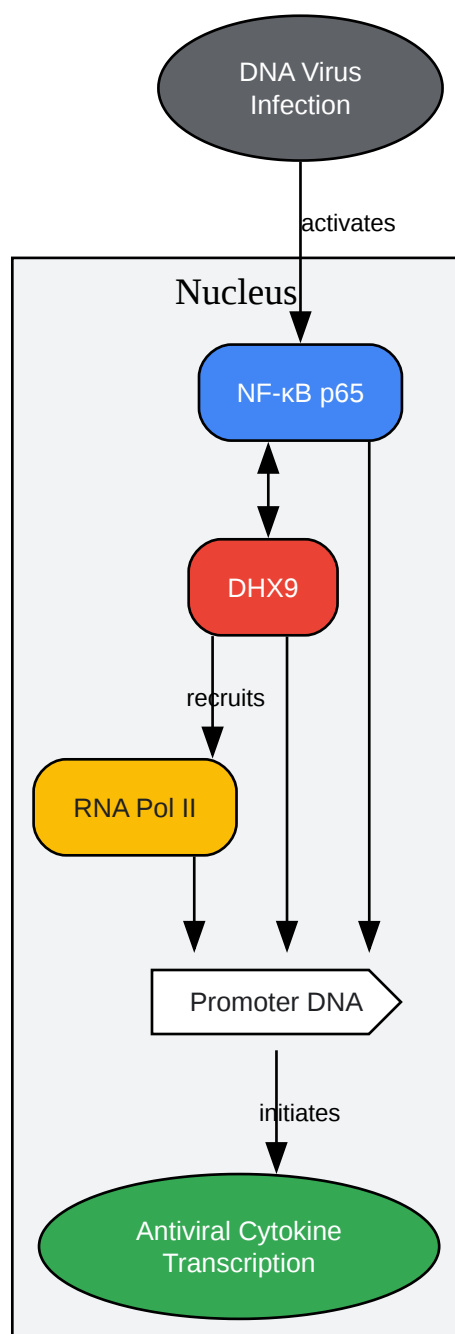 DNA Virus
Infection
activates
Nucleus
NF-κB p65
DHX9
recruits
RNA Pol II
Promoter DNA
initiates
Antiviral Cytokine
Transcription